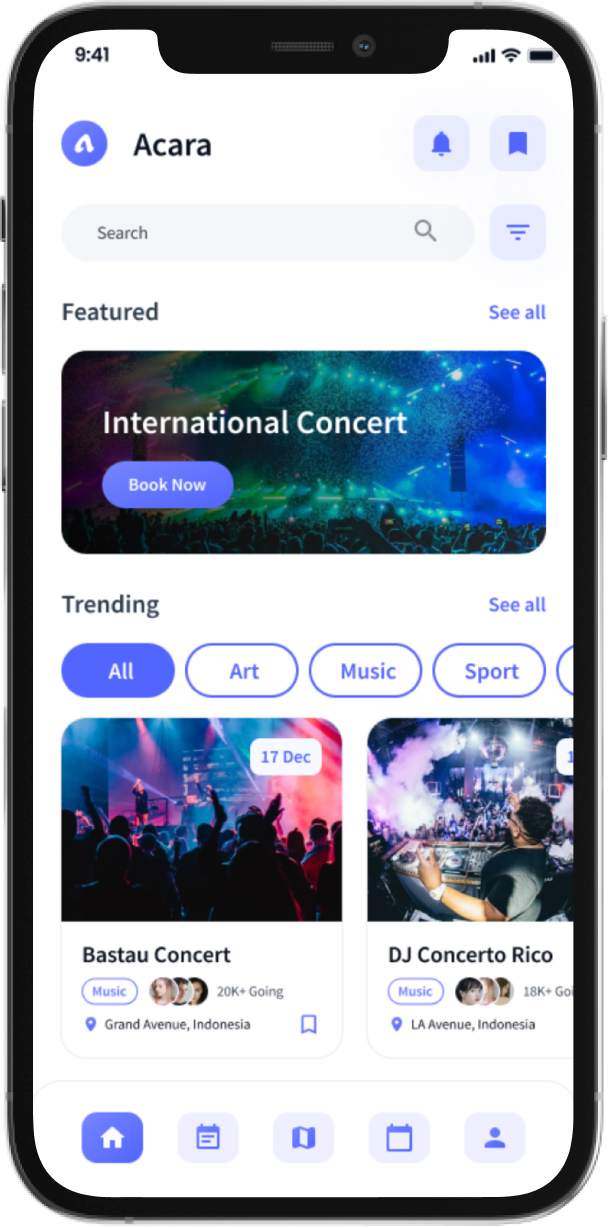 9:41
Acara
Search
Featured See all
International Concert
Book Now
Trending See all
All Art Music Sport
17 Dec
Bastau Concert
Music 20K+ Going
Grand Avenue, Indonesia
DJ Concerto Rico
Music 18K+
LA Avenue, Indonesia